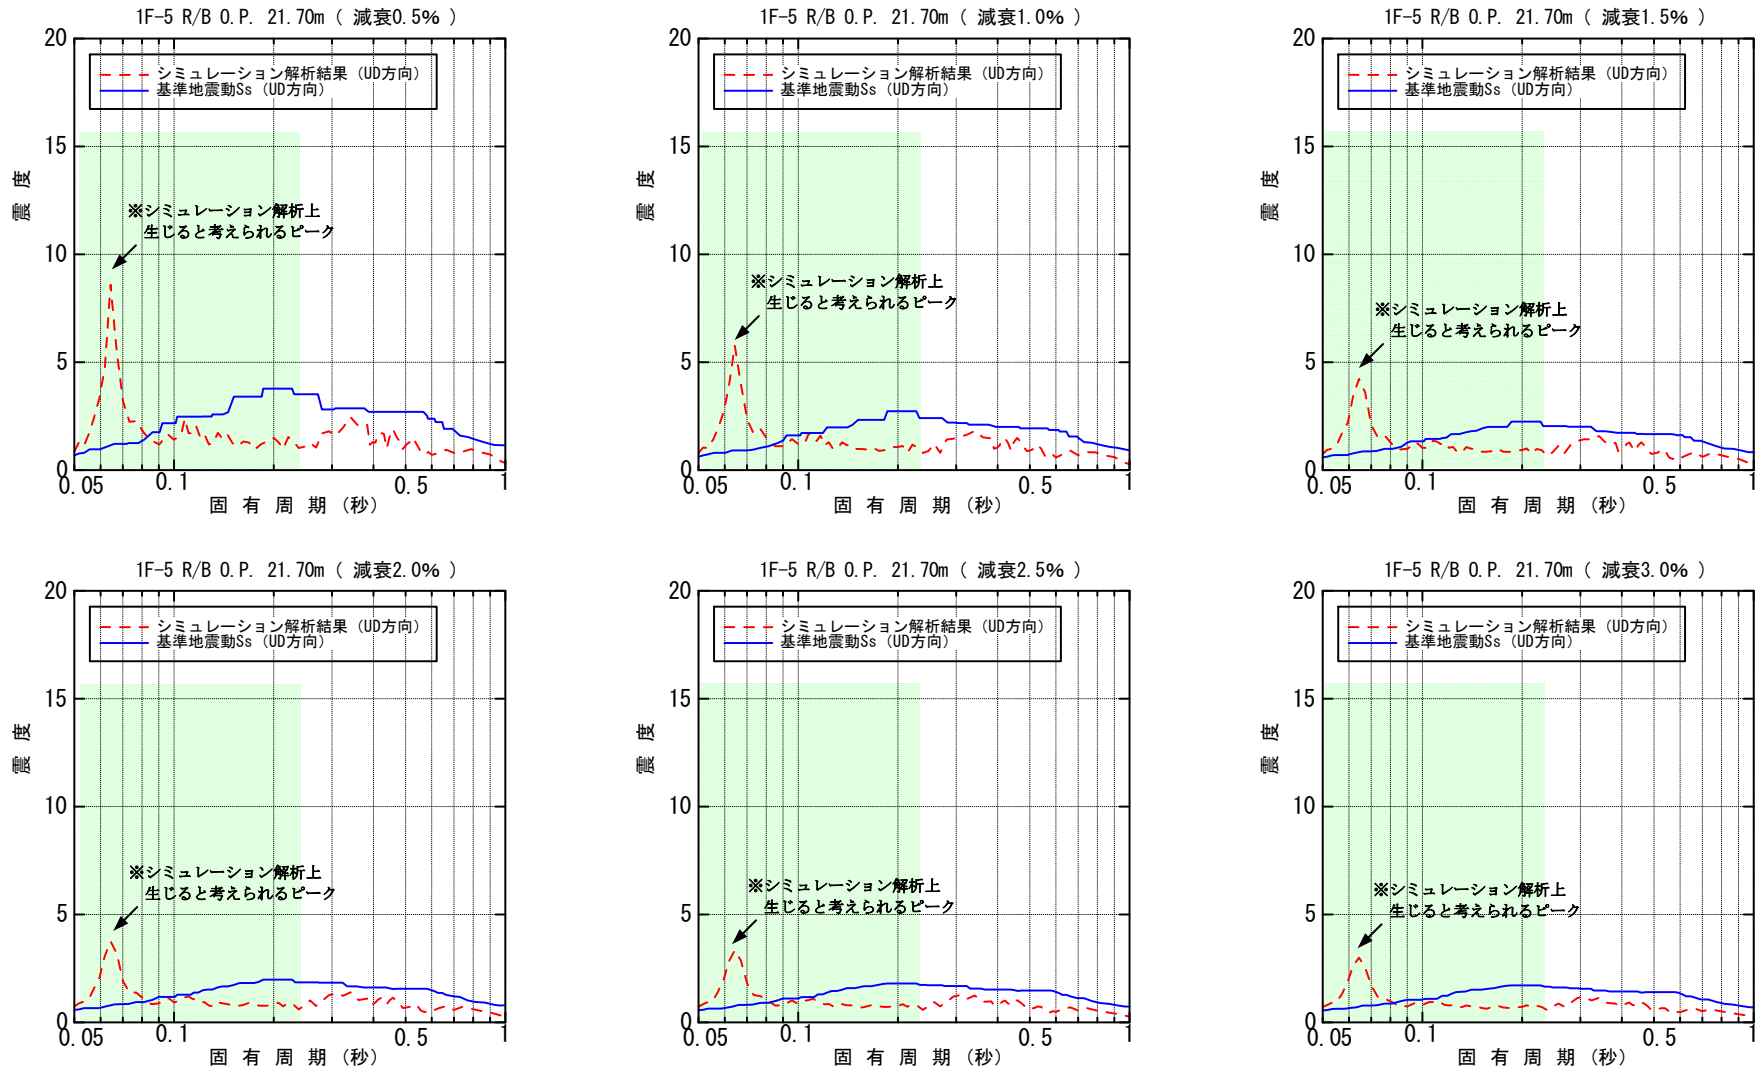 1F-5 R/B O.P. 21.70m ( 減衰0.5% )
20
15
10
5
0
震 度
シミュレーション解析結果 (UD方向)
基準地震動Ss (UD方向)
※シミュレーション解析上
生じると考えられるピーク
0.05 0.1 0.5 1
固 有 周 期 (秒)
1F-5 R/B O.P. 21.70m ( 減衰1.0% )
20
15
10
5
0
震 度
シミュレーション解析結果 (UD方向)
基準地震動Ss (UD方向)
※シミュレーション解析上
生じると考えられるピーク
0.05 0.1 0.5 1
固 有 周 期 (秒)
1F-5 R/B O.P. 21.70m ( 減衰1.5% )
20
15
10
5
0
震 度
シミュレーション解析結果 (UD方向)
基準地震動Ss (UD方向)
※シミュレーション解析上
生じると考えられるピーク
0.05 0.1 0.5 1
固 有 周 期 (秒)
1F-5 R/B O.P. 21.70m ( 減衰2.0% )
20
15
10
5
0
震 度
シミュレーション解析結果 (UD方向)
基準地震動Ss (UD方向)
※シミュレーション解析上
生じると考えられるピーク
0.05 0.1 0.5 1
固 有 周 期 (秒)
1F-5 R/B O.P. 21.70m ( 減衰2.5% )
20
15
10
5
0
震 度
シミュレーション解析結果 (UD方向)
基準地震動Ss (UD方向)
※シミュレーション解析上
生じると考えられるピーク
0.05 0.1 0.5 1
固 有 周 期 (秒)
1F-5 R/B O.P. 21.70m ( 減衰3.0% )
20
15
10
5
0
震 度
シミュレーション解析結果 (UD方向)
基準地震動Ss (UD方向)
※シミュレーション解析上
生じると考えられるピーク
0.05 0.1 0.5 1
固 有 周 期 (秒)